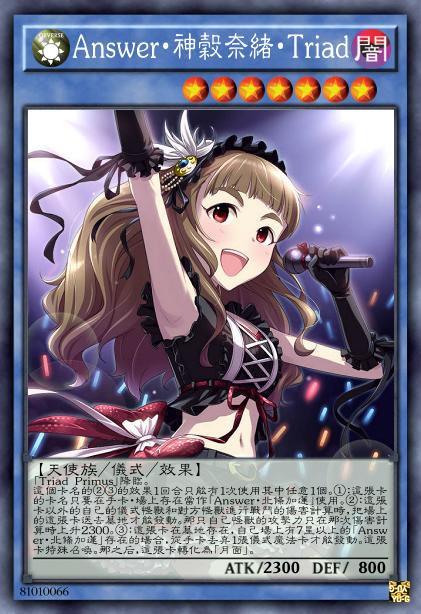 OBVERSE
Answer・神穀奈緒・Triad 闇
【天使族／儀式／效果】
「Triad Primus」降臨。
這個卡名的②③的效果1回合只能有1次使用其中任意1個。①：這張卡
的卡名只要在手卡・場上存在當作「Answer・北條加蓮」使用。②：這張
卡以外的自己的儀式怪獸和對方怪獸進行戰鬥的傷害計算時，把場上
的這張卡送去墓地才能發動。那只自己怪獸的攻擊力只在那次傷害計
算時上升2300。③：這張卡在墓地存在，自己場上有7星以上的「Answ
er・北條加蓮」存在的場合，從手卡丟棄1張儀式魔法卡才能發動。這張
卡特殊召喚。那之後，這張卡轉化為「月面」。
ATK/2300 DEF/ 800
81010066